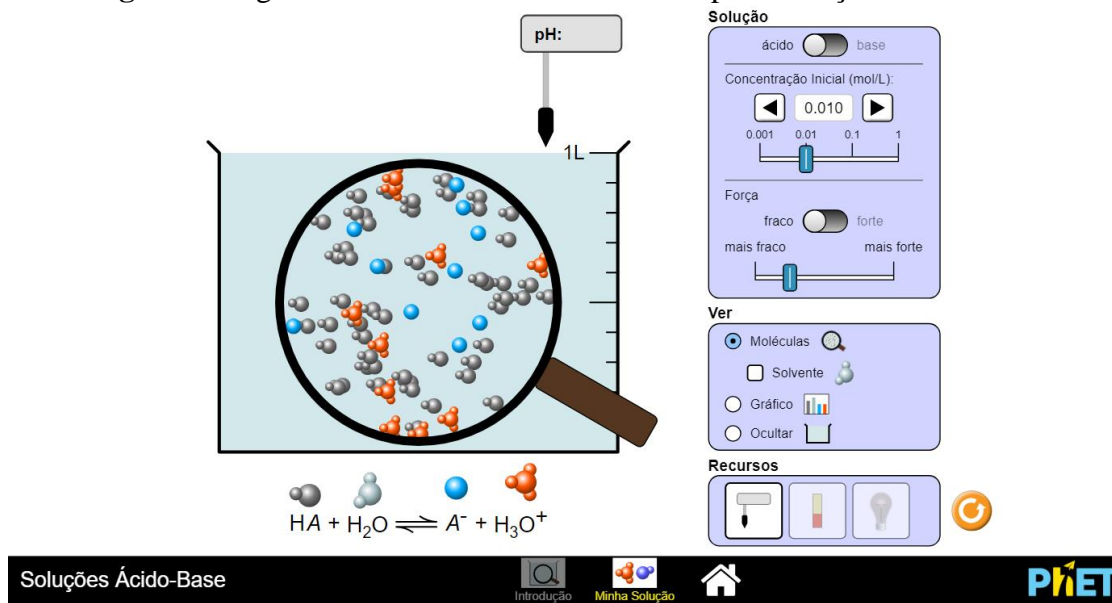 Solução
pH:
ácido base
Concentração Inicial (mol/L):
0.010
0.001 0.01 0.1 1
1L
Força
fraco forte
mais fraco mais forte
Ver
Moléculas
Solvente
Gráfico
Ocultar
Recursos
HA + H₂O ⇌ A⁻ + H₃O⁺
Soluções Ácido-Base
Introdução
Minha Solução
PhET